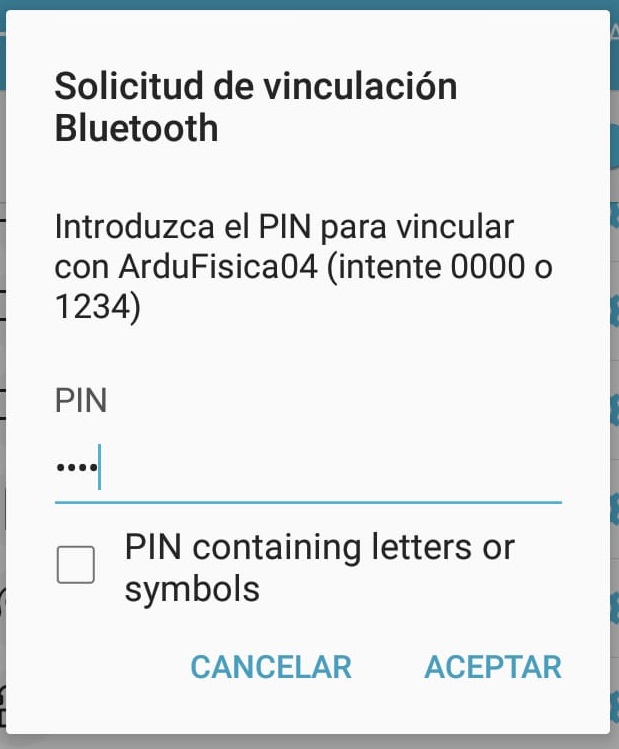 Solicitud de vinculación
Bluetooth
Introduzca el PIN para vincular
con ArduFisica04 (intente 0000 o
1234)
PIN
••••
PIN containing letters or
symbols
CANCELAR
ACEPTAR